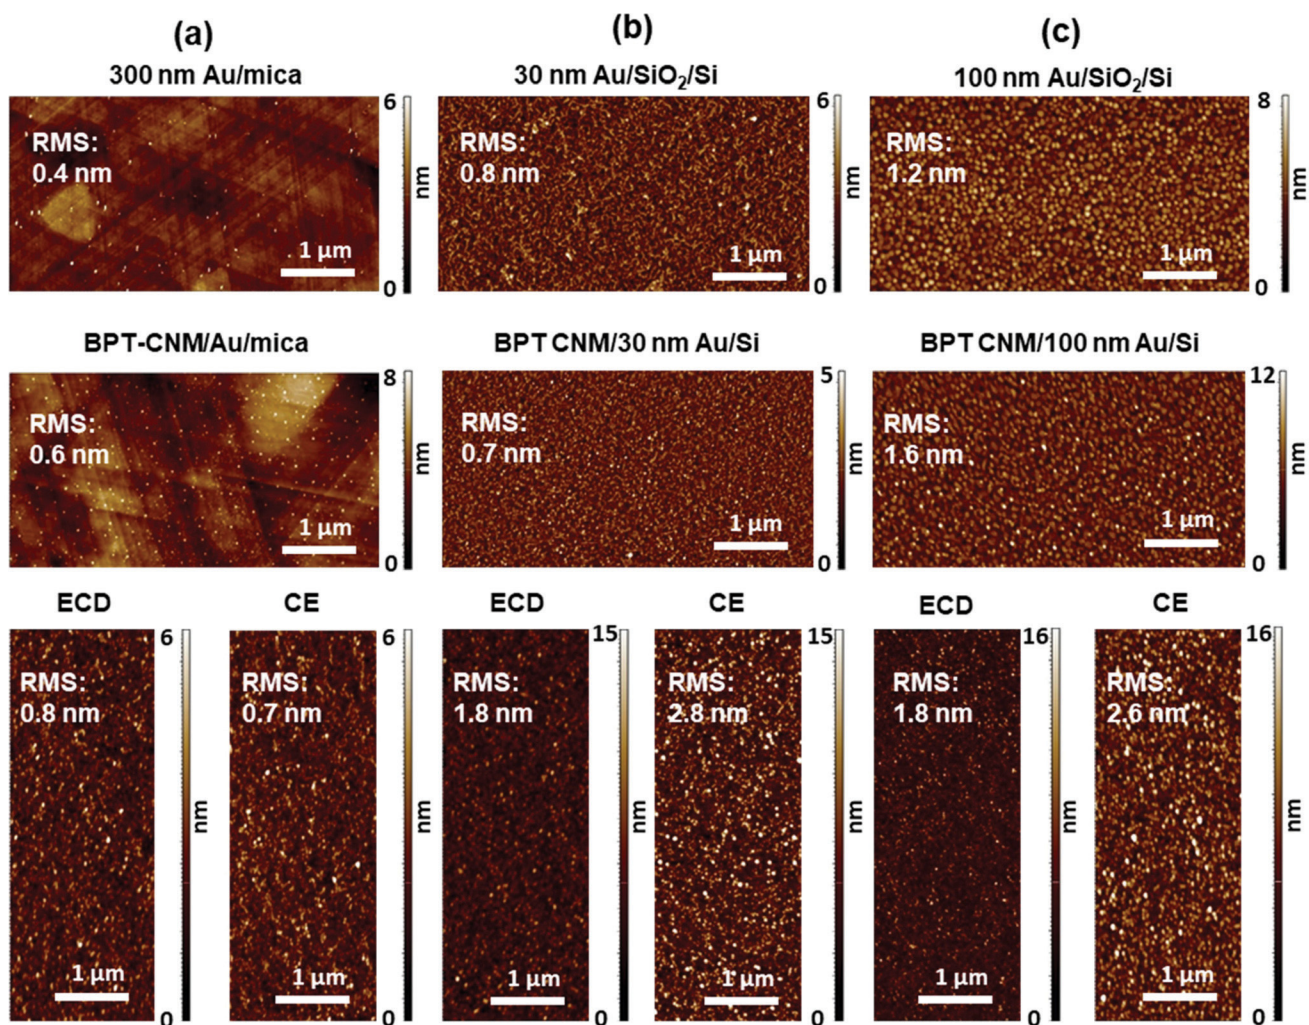 (a) (b) (c)
300 nm Au/mica 30 nm Au/SiO₂/Si 100 nm Au/SiO₂/Si
RMS:
0.4 nm
1 µm
6
nm
0
RMS:
0.8 nm
1 µm
6
nm
0
RMS:
1.2 nm
1 µm
8
nm
0
BPT-CNM/Au/mica BPT CNM/30 nm Au/Si BPT CNM/100 nm Au/Si
RMS:
0.6 nm
1 µm
8
nm
0
RMS:
0.7 nm
1 µm
5
nm
0
RMS:
1.6 nm
1 µm
12
nm
0
ECD CE ECD CE ECD CE
RMS:
0.8 nm
1 µm
6
nm
0
RMS:
0.7 nm
1 µm
6
nm
0
RMS:
1.8 nm
1 µm
15
nm
0
RMS:
2.8 nm
1 µm
15
nm
0
RMS:
1.8 nm
1 µm
16
nm
0
RMS:
2.6 nm
1 µm
16
nm
0